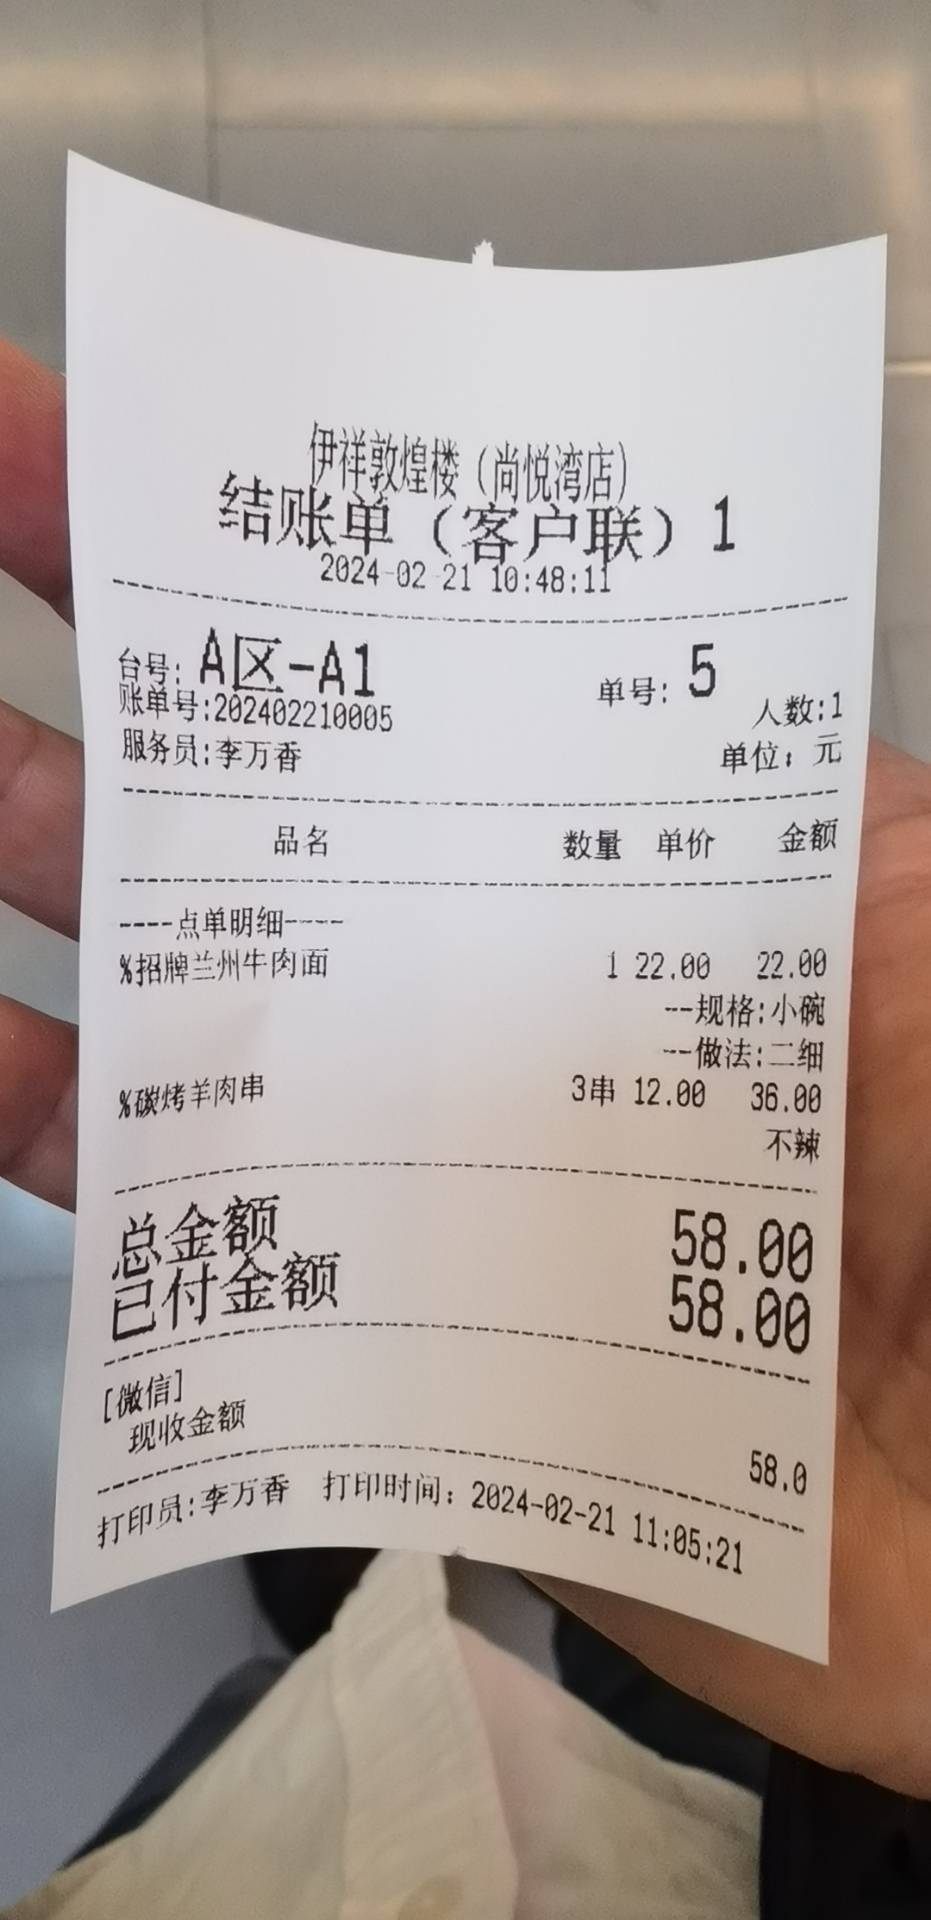 伊祥敦煌楼（尚悦湾店）
结账单（客户联）1
2024-02-21 10:48:11
台号: A区-A1 单号: 5
账单号:202402210005 人数:1
服务员:李万香 单位: 元
品名 数量 单价 金额
----点单明细----
%招牌兰州牛肉面 1 22.00 22.00
--规格:小碗
--做法:二细
%碳烤羊肉串 3串 12.00 36.00
不辣
总金额 58.00
已付金额 58.00
[微信]
现收金额 58.0
打印员:李万香 打印时间: 2024-02-21 11:05:21